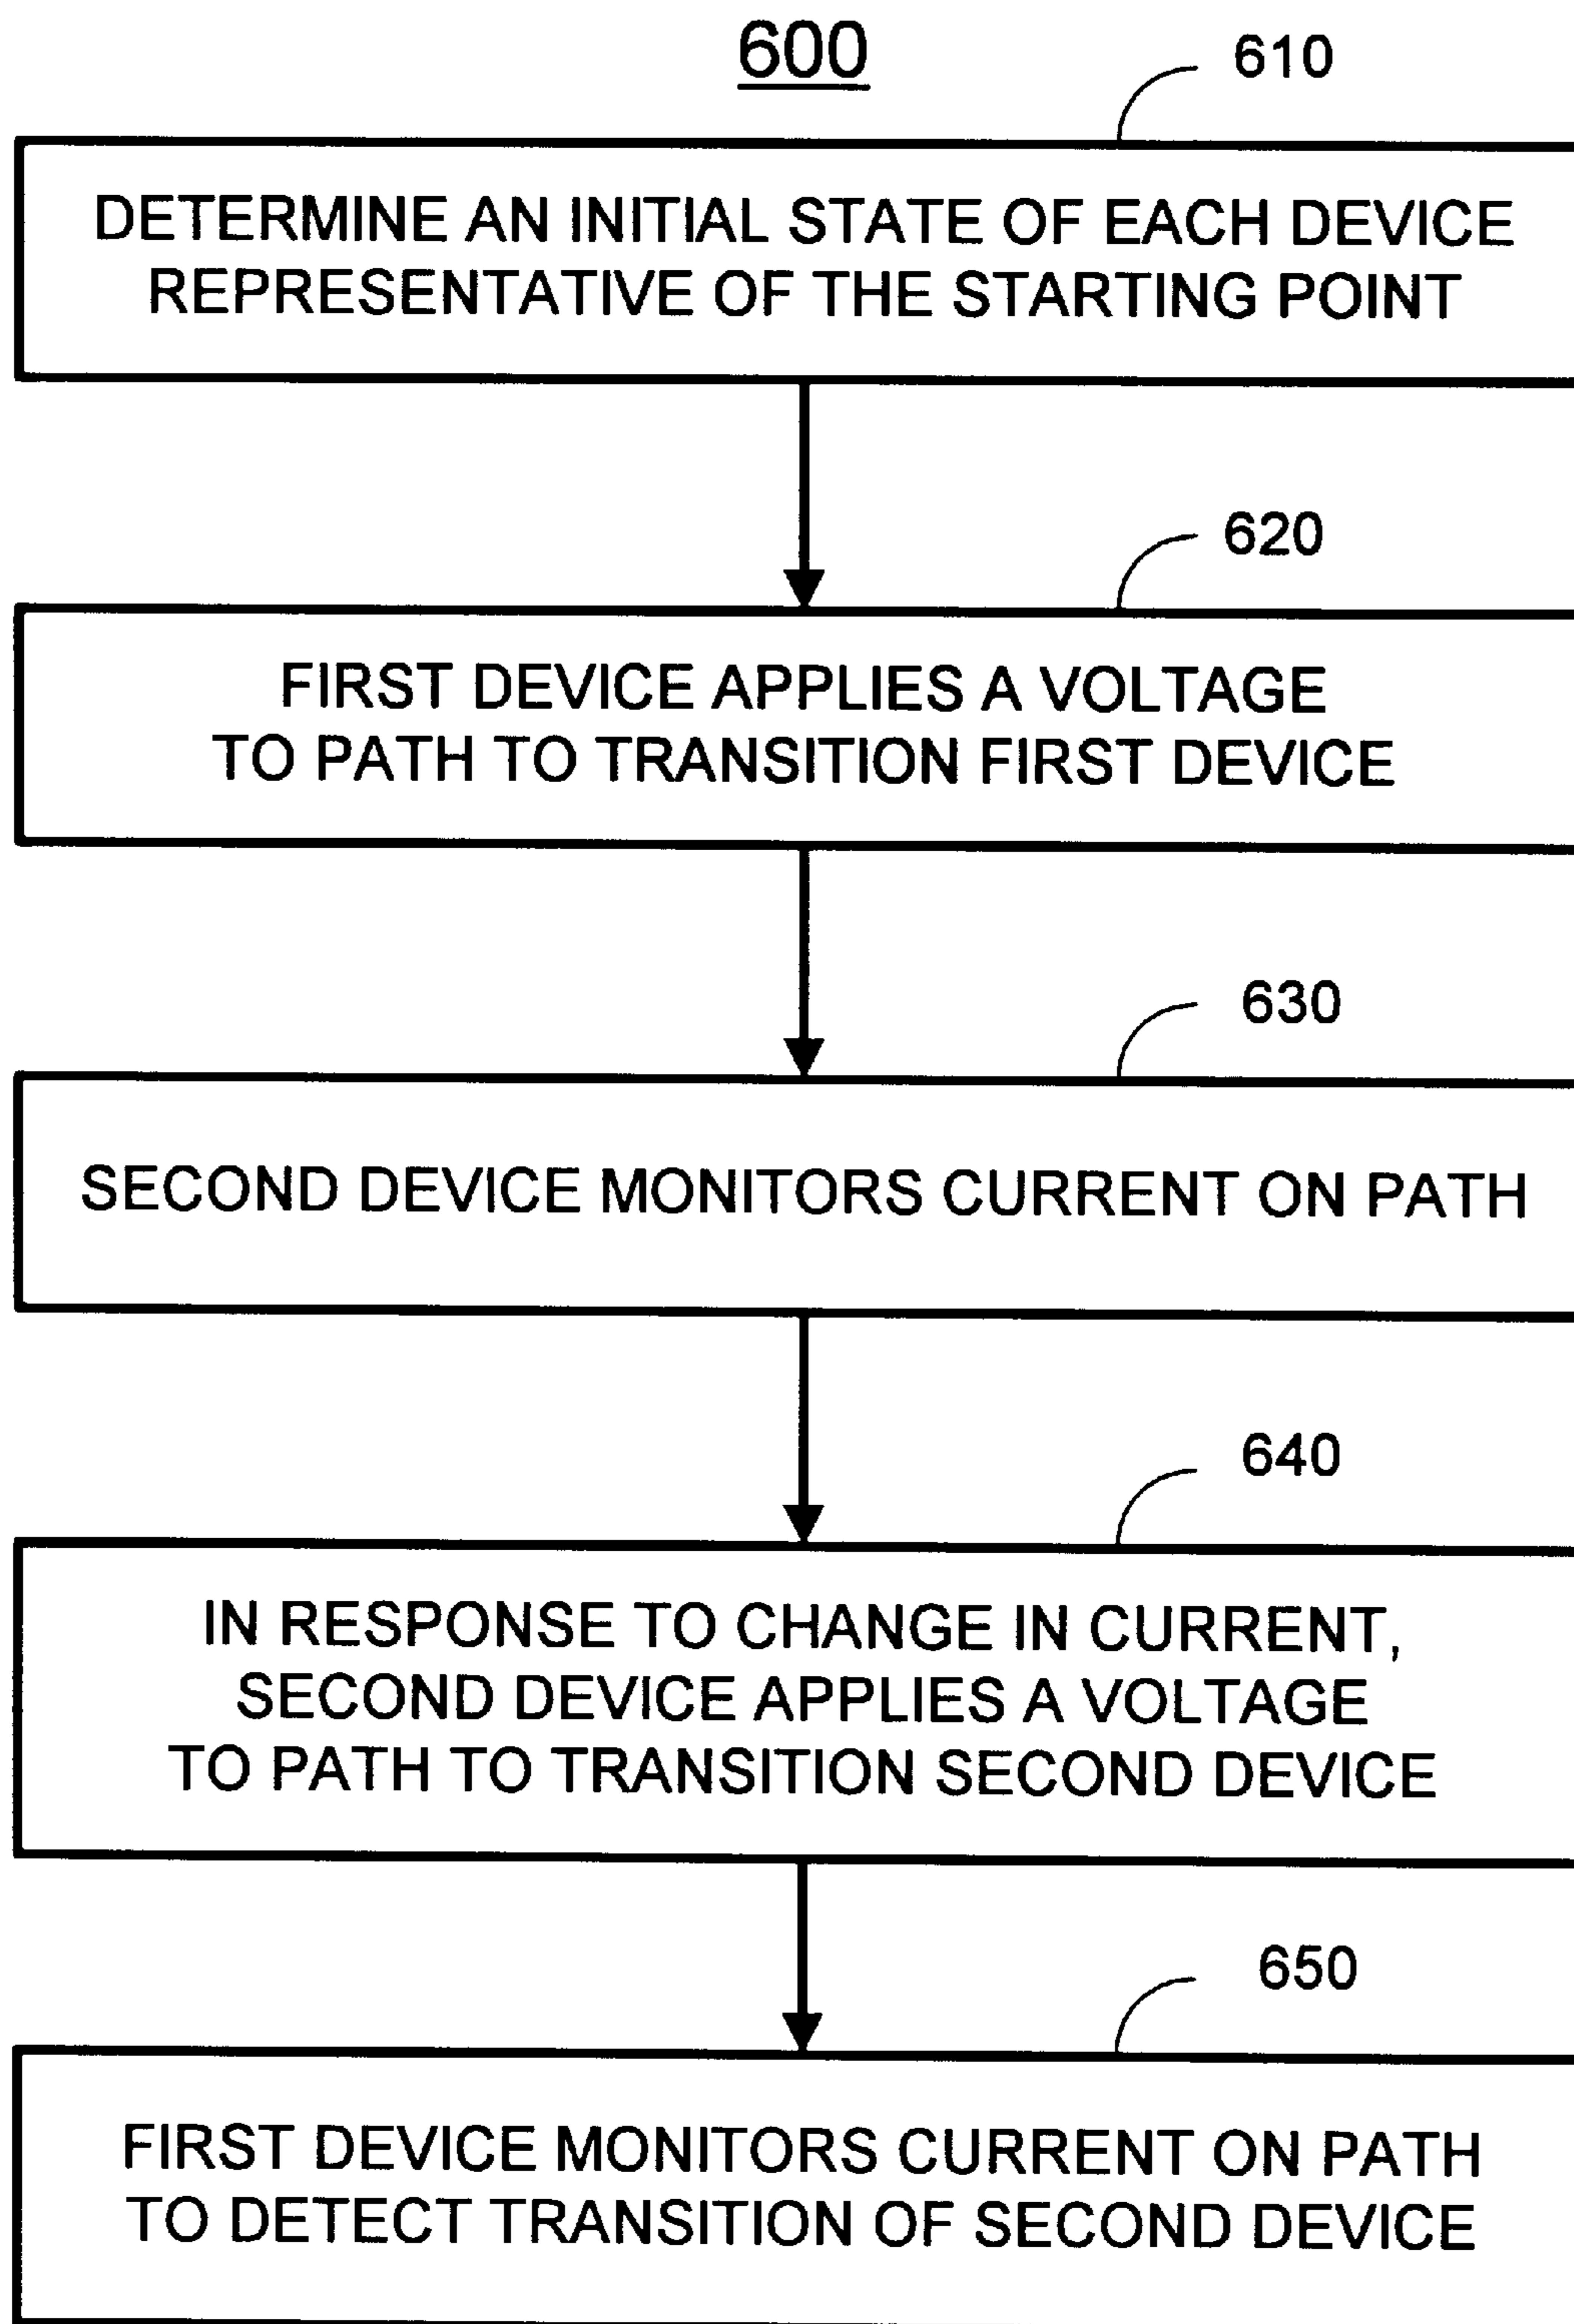 600
610
DETERMINE AN INITIAL STATE OF EACH DEVICE
REPRESENTATIVE OF THE STARTING POINT
620
FIRST DEVICE APPLIES A VOLTAGE
TO PATH TO TRANSITION FIRST DEVICE
630
SECOND DEVICE MONITORS CURRENT ON PATH
640
IN RESPONSE TO CHANGE IN CURRENT,
SECOND DEVICE APPLIES A VOLTAGE
TO PATH TO TRANSITION SECOND DEVICE
650
FIRST DEVICE MONITORS CURRENT ON PATH
TO DETECT TRANSITION OF SECOND DEVICE